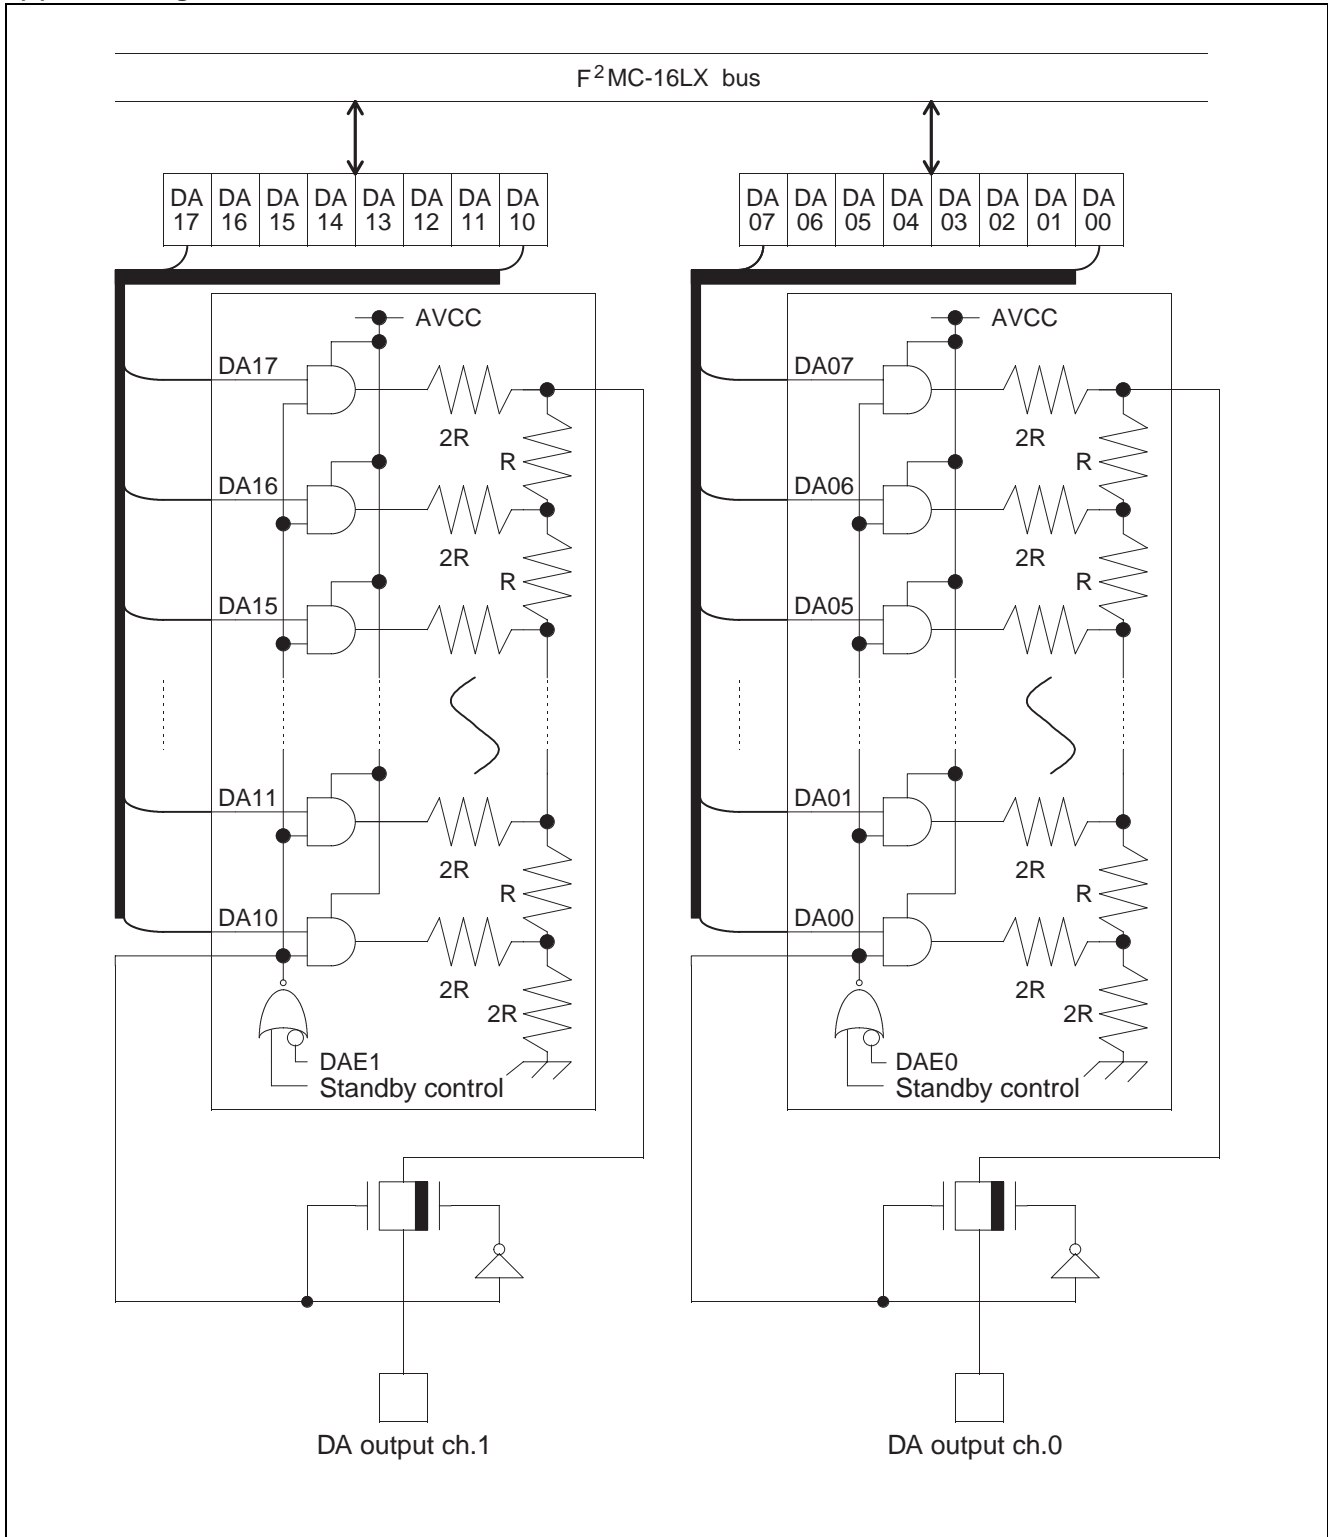 F²MC-16LX bus
DA 17 DA 16 DA 15 DA 14 DA 13 DA 12 DA 11 DA 10
DA 07 DA 06 DA 05 DA 04 DA 03 DA 02 DA 01 DA 00
AVCC
DA17
2R
R
DA16
2R
R
DA15
DA11
2R
R
DA10
2R
2R
DAE1
Standby control
AVCC
DA07
2R
R
DA06
2R
R
DA05
DA01
2R
R
DA00
2R
2R
DAE0
Standby control
DA output ch.1
DA output ch.0